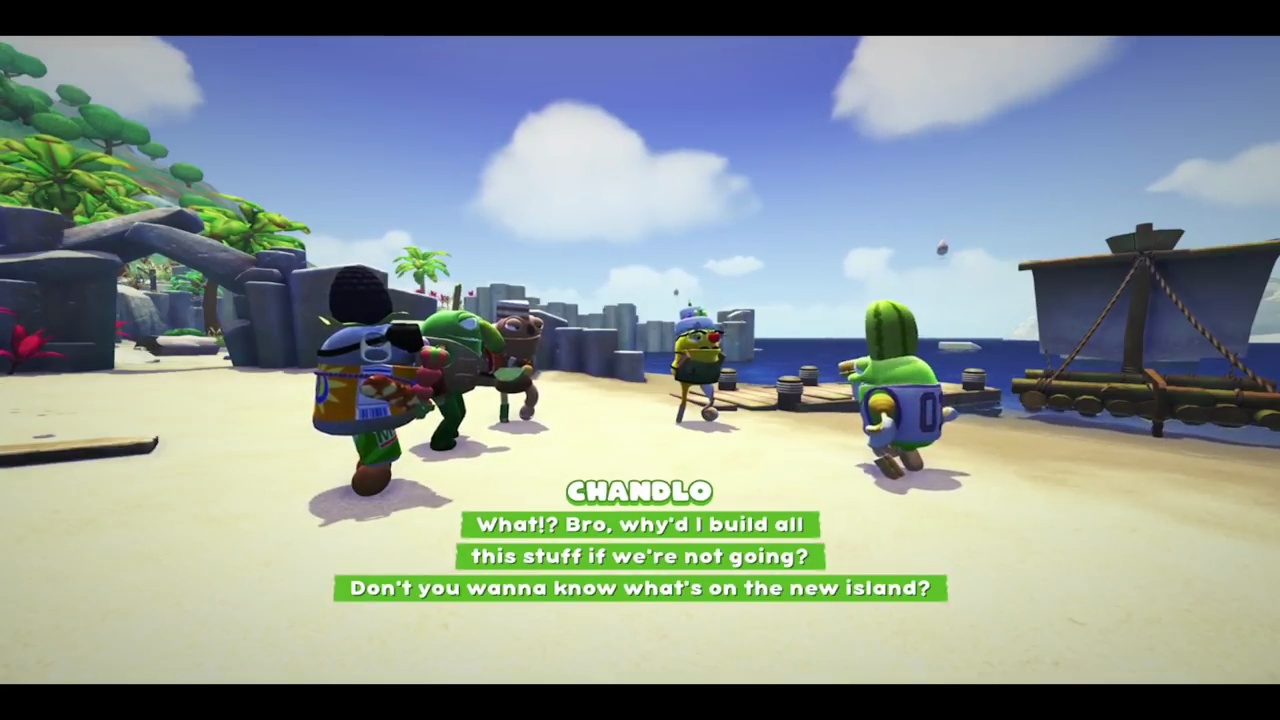 CHANDLO
What!? Bro, why'd I build all
this stuff if we're not going?
Don't you wanna know what's on the new island?
0